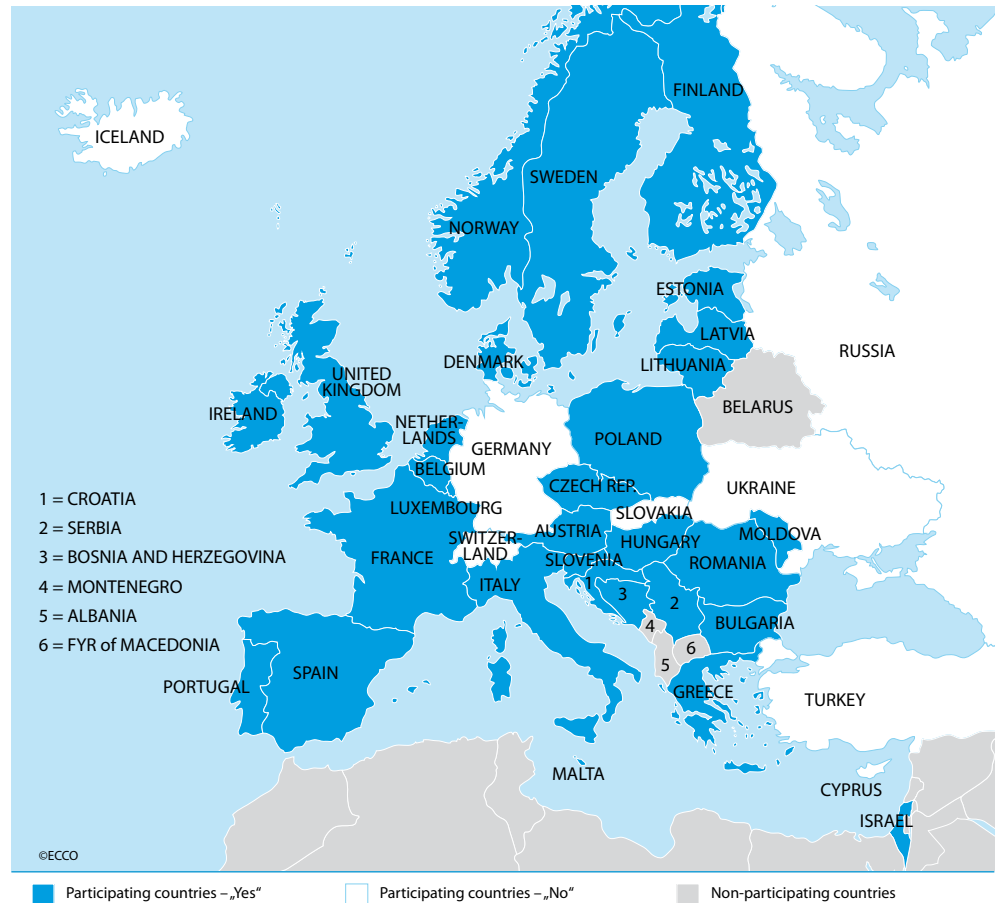 ICELAND
FINLAND
SWEDEN
NORWAY
ESTONIA
LATVIA
RUSSIA
DENMARK
LITHUANIA
UNITED
KINGDOM
BELARUS
IRELAND
NETHER-
LANDS
POLAND
GERMANY
BELGIUM
CZECH REP.
UKRAINE
1 = CROATIA
LUXEMBOURG
SLOVAKIA
2 = SERBIA
AUSTRIA
MOLDOVA
SWITZER-
LAND
HUNGARY
3 = BOSNIA AND HERZEGOVINA
FRANCE
SLOVENIA
ROMANIA
4 = MONTENEGRO
ITALY
1
3
2
5 = ALBANIA
4
BULGARIA
6 = FYR of MACEDONIA
6
5
SPAIN
PORTUGAL
GREECE
TURKEY
MALTA
CYPRUS
ISRAEL
©ECCO
Participating countries – „Yes“
Participating countries – „No“
Non-participating countries